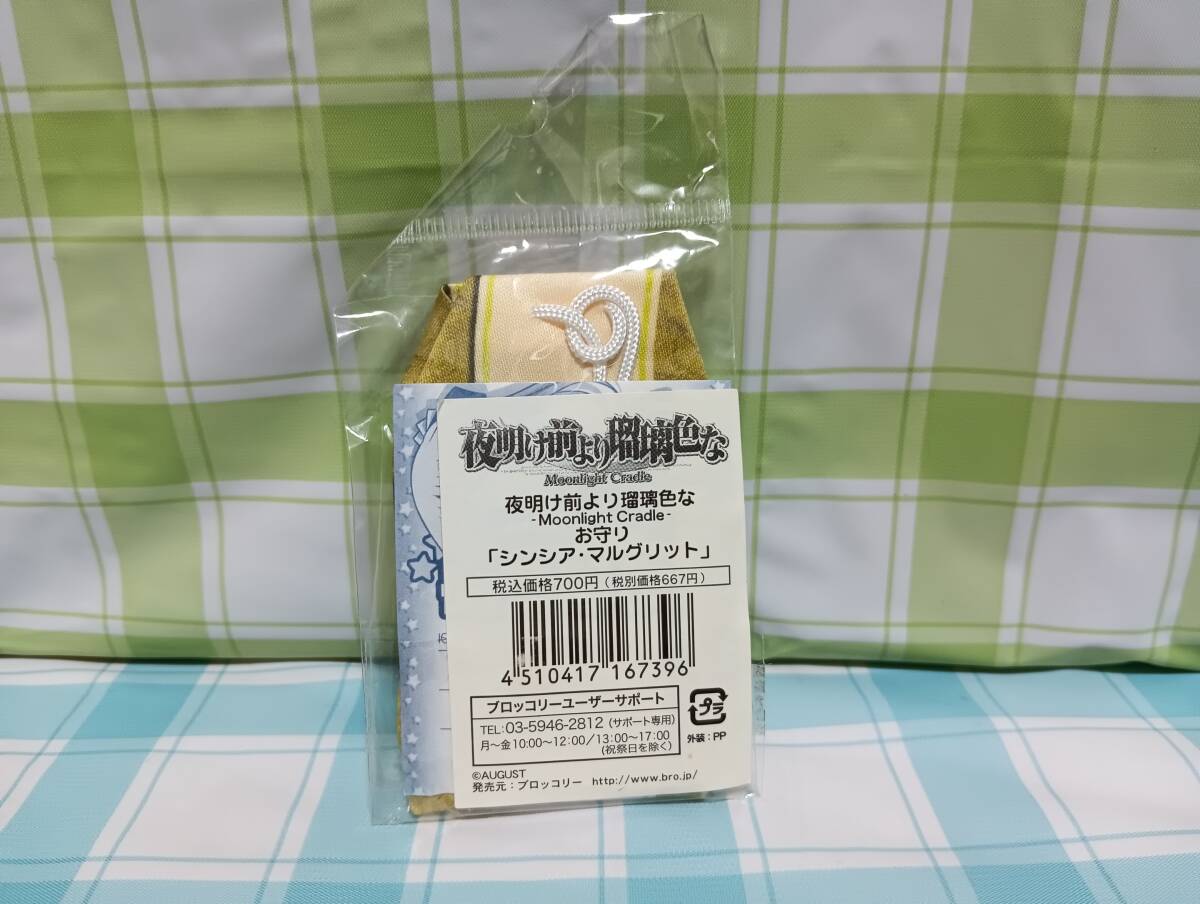 夜明け前より瑠璃色な
Moonlight Cradle
夜明け前より瑠璃色な
-Moonlight Cradle-
お守り
「シンシア・マルグリット」
税込価格700円（税別価格667円）
4 510417 167396
ブロッコリーユーザーサポート
TEL:03-5946-2812（サポート専用）
月～金10:00～12:00／13:00～17:00
（祝祭日を除く）
プラ
外装：PP
©AUGUST
発売元：ブロッコリー http://www.bro.jp/